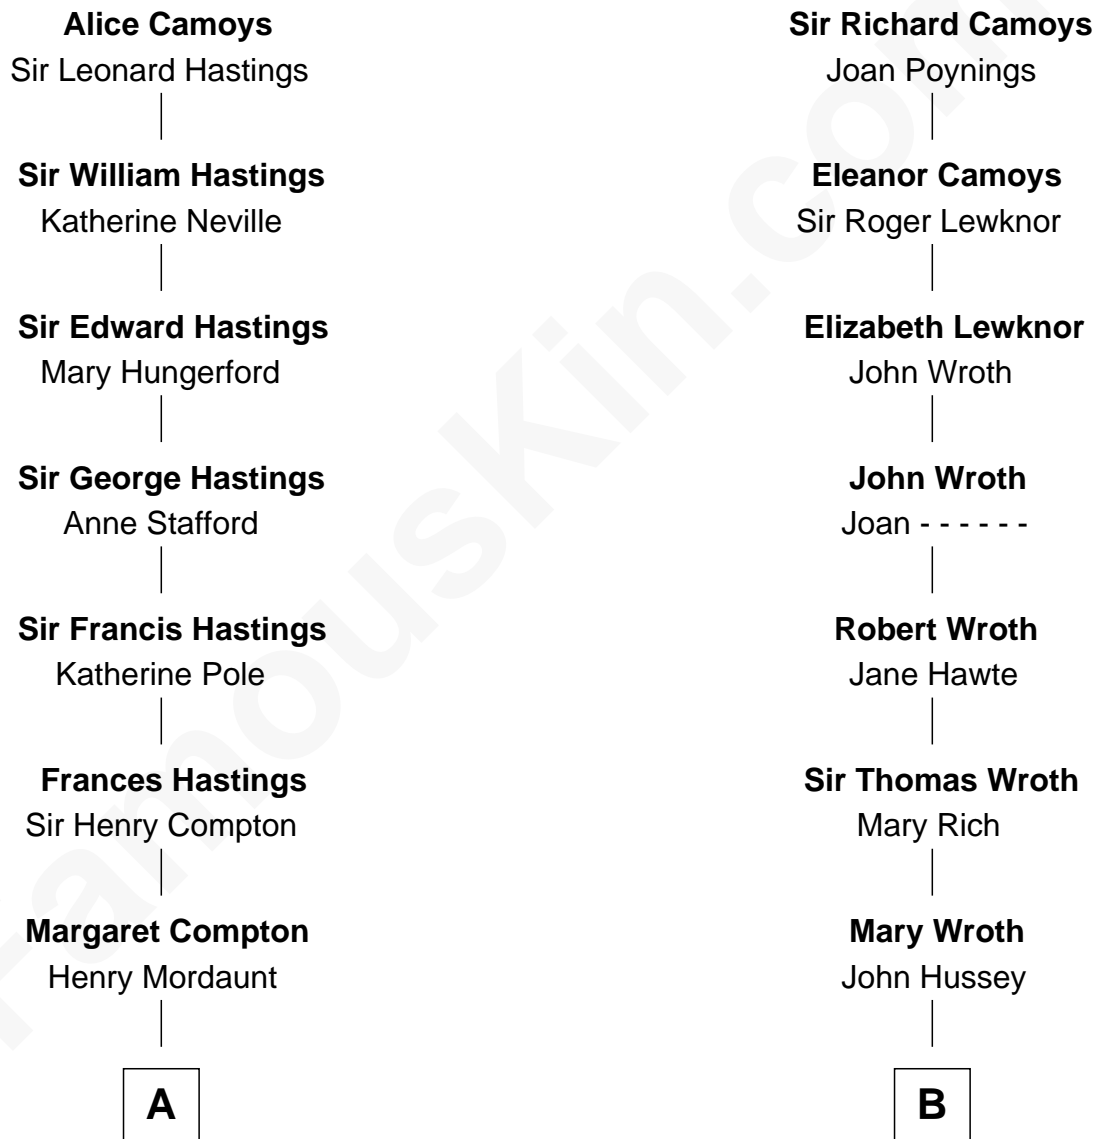 Alice Camoys
Sir Leonard Hastings
Sir William Hastings
Katherine Neville
Sir Edward Hastings
Mary Hungerford
Sir George Hastings
Anne Stafford
Sir Francis Hastings
Katherine Pole
Frances Hastings
Sir Henry Compton
Margaret Compton
Henry Mordaunt
A
Sir Richard Camoys
Joan Poynings
Eleanor Camoys
Sir Roger Lewknor
Elizabeth Lewknor
John Wroth
John Wroth
Joan - - - - - -
Robert Wroth
Jane Hawte
Sir Thomas Wroth
Mary Rich
Mary Wroth
John Hussey
B
FamousKin.com